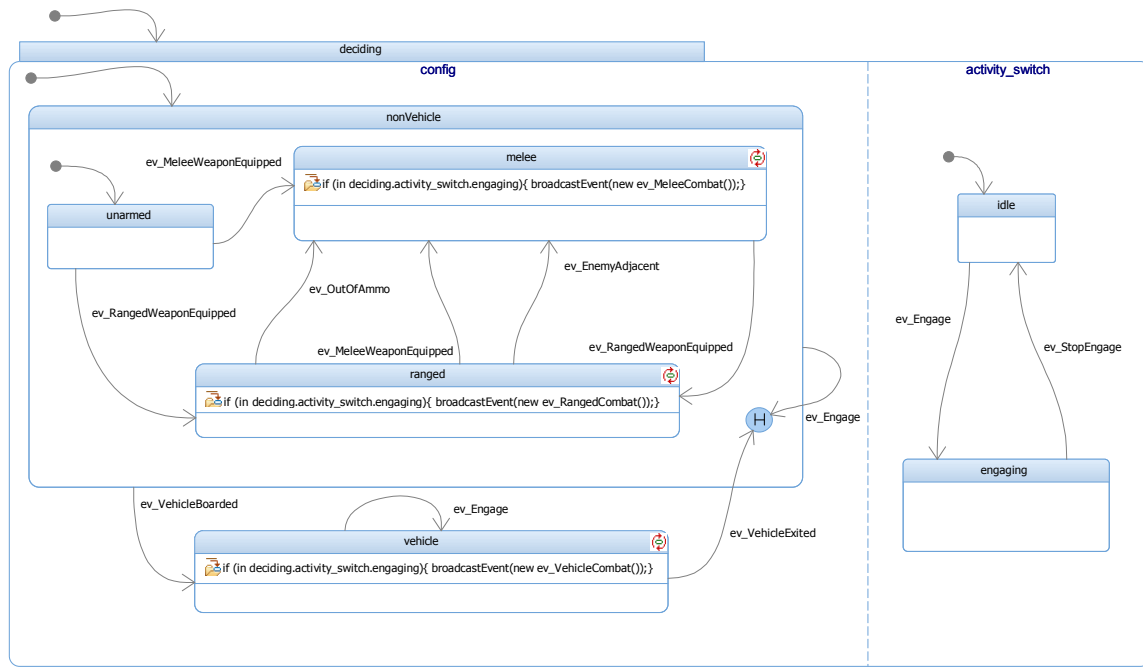 deciding
config
activity_switch
nonVehicle
ev_MeleeWeaponEquipped
melee
if (in deciding.activity_switch.engaging){ broadcastEvent(new ev_MeleeCombat());}
unarmed
idle
ev_EnemyAdjacent
ev_OutOfAmmo
ev_RangedWeaponEquipped
ev_Engage
ev_MeleeWeaponEquipped
ev_RangedWeaponEquipped
ev_StopEngage
ranged
if (in deciding.activity_switch.engaging){ broadcastEvent(new ev_RangedCombat());}
H
ev_Engage
engaging
ev_VehicleBoarded
ev_Engage
ev_VehicleExited
vehicle
if (in deciding.activity_switch.engaging){ broadcastEvent(new ev_VehicleCombat());}